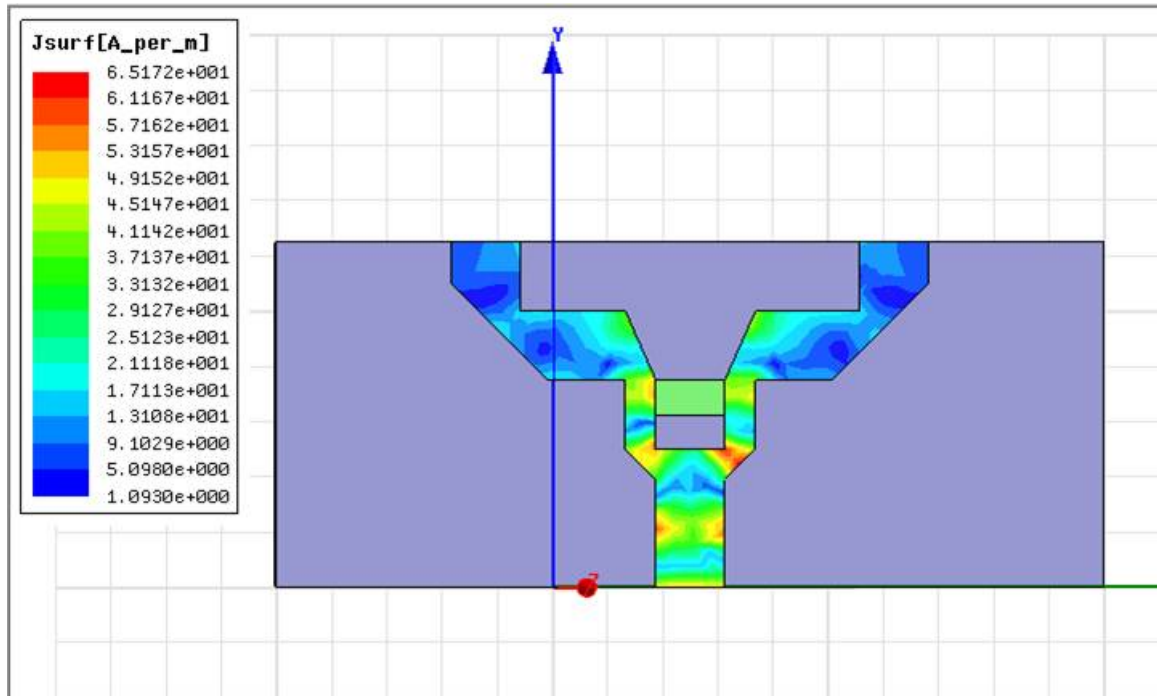 Jsurf[A_per_m]
6.5172e+001
6.1167e+001
5.7162e+001
5.3157e+001
4.9152e+001
4.5147e+001
4.1142e+001
3.7137e+001
3.3132e+001
2.9127e+001
2.5123e+001
2.1118e+001
1.7113e+001
1.3108e+001
9.1029e+000
5.0980e+000
1.0930e+000
Y
Z